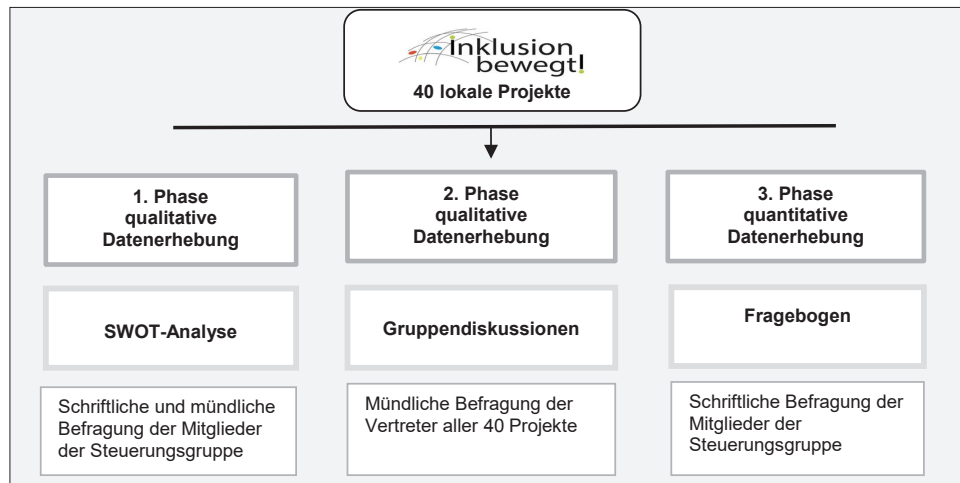 inklusion
bewegt!
40 lokale Projekte
1. Phase
qualitative
Datenerhebung
2. Phase
qualitative
Datenerhebung
3. Phase
quantitative
Datenerhebung
SWOT-Analyse
Gruppendiskussionen
Fragebogen
Schriftliche und mündliche
Befragung der Mitglieder
der Steuerungsgruppe
Mündliche Befragung der
Vertreter aller 40 Projekte
Schriftliche Befragung der
Mitglieder der
Steuerungsgruppe